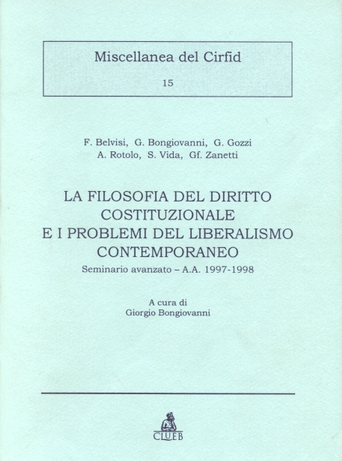 Miscellanea del Cirfid
15
F. Belvisi, G. Bongiovanni, G. Gozzi
A. Rotolo, S. Vida, Gf. Zanetti
LA FILOSOFIA DEL DIRITTO
COSTITUZIONALE
E I PROBLEMI DEL LIBERALISMO
CONTEMPORANEO
Seminario avanzato – A.A. 1997-1998
A cura di
Giorgio Bongiovanni
CLUEB